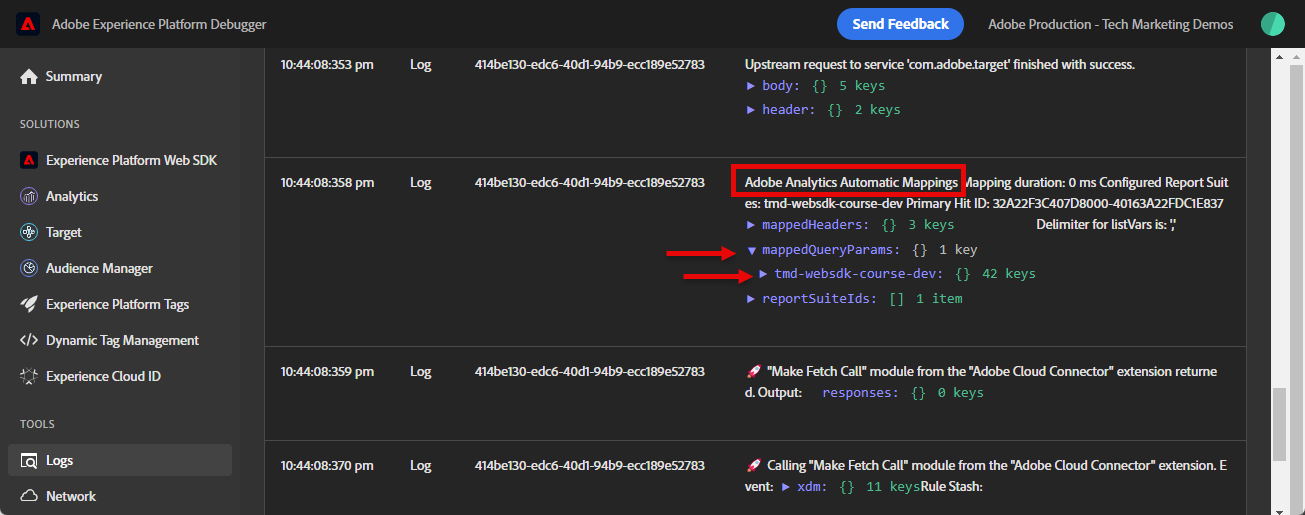 Adobe Experience Platform Debugger
Send Feedback
Adobe Production - Tech Marketing Demos
Summary
SOLUTIONS
Experience Platform Web SDK
Analytics
Target
Audience Manager
Experience Platform Tags
Dynamic Tag Management
Experience Cloud ID
TOOLS
Logs
Network
10:44:08:353 pm Log 414be130-edc6-40d1-94b9-ecc189e52783 Upstream request to service 'com.adobe.target' finished with success.
▶ body: {} 5 keys
▶ header: {} 2 keys
10:44:08:358 pm Log 414be130-edc6-40d1-94b9-ecc189e52783 Adobe Analytics Automatic Mappings Mapping duration: 0 ms Configured Report Suit
es: tmd-websdk-course-dev Primary Hit ID: 32A22F3C407D8000-40163A22FDC1E837
▶ mappedHeaders: {} 3 keys Delimiter for listVars is: ','
▼ mappedQueryParams: {} 1 key
▶ tmd-websdk-course-dev: {} 42 keys
▶ reportSuiteIds: [] 1 item
10:44:08:359 pm Log 414be130-edc6-40d1-94b9-ecc189e52783 🚀 "Make Fetch Call" module from the "Adobe Cloud Connector" extension returne
d. Output: responses: {} 0 keys
10:44:08:370 pm Log 414be130-edc6-40d1-94b9-ecc189e52783 🚀 Calling "Make Fetch Call" module from the "Adobe Cloud Connector" extension. E
vent: ▶ xdm: {} 11 keysRule Stash: